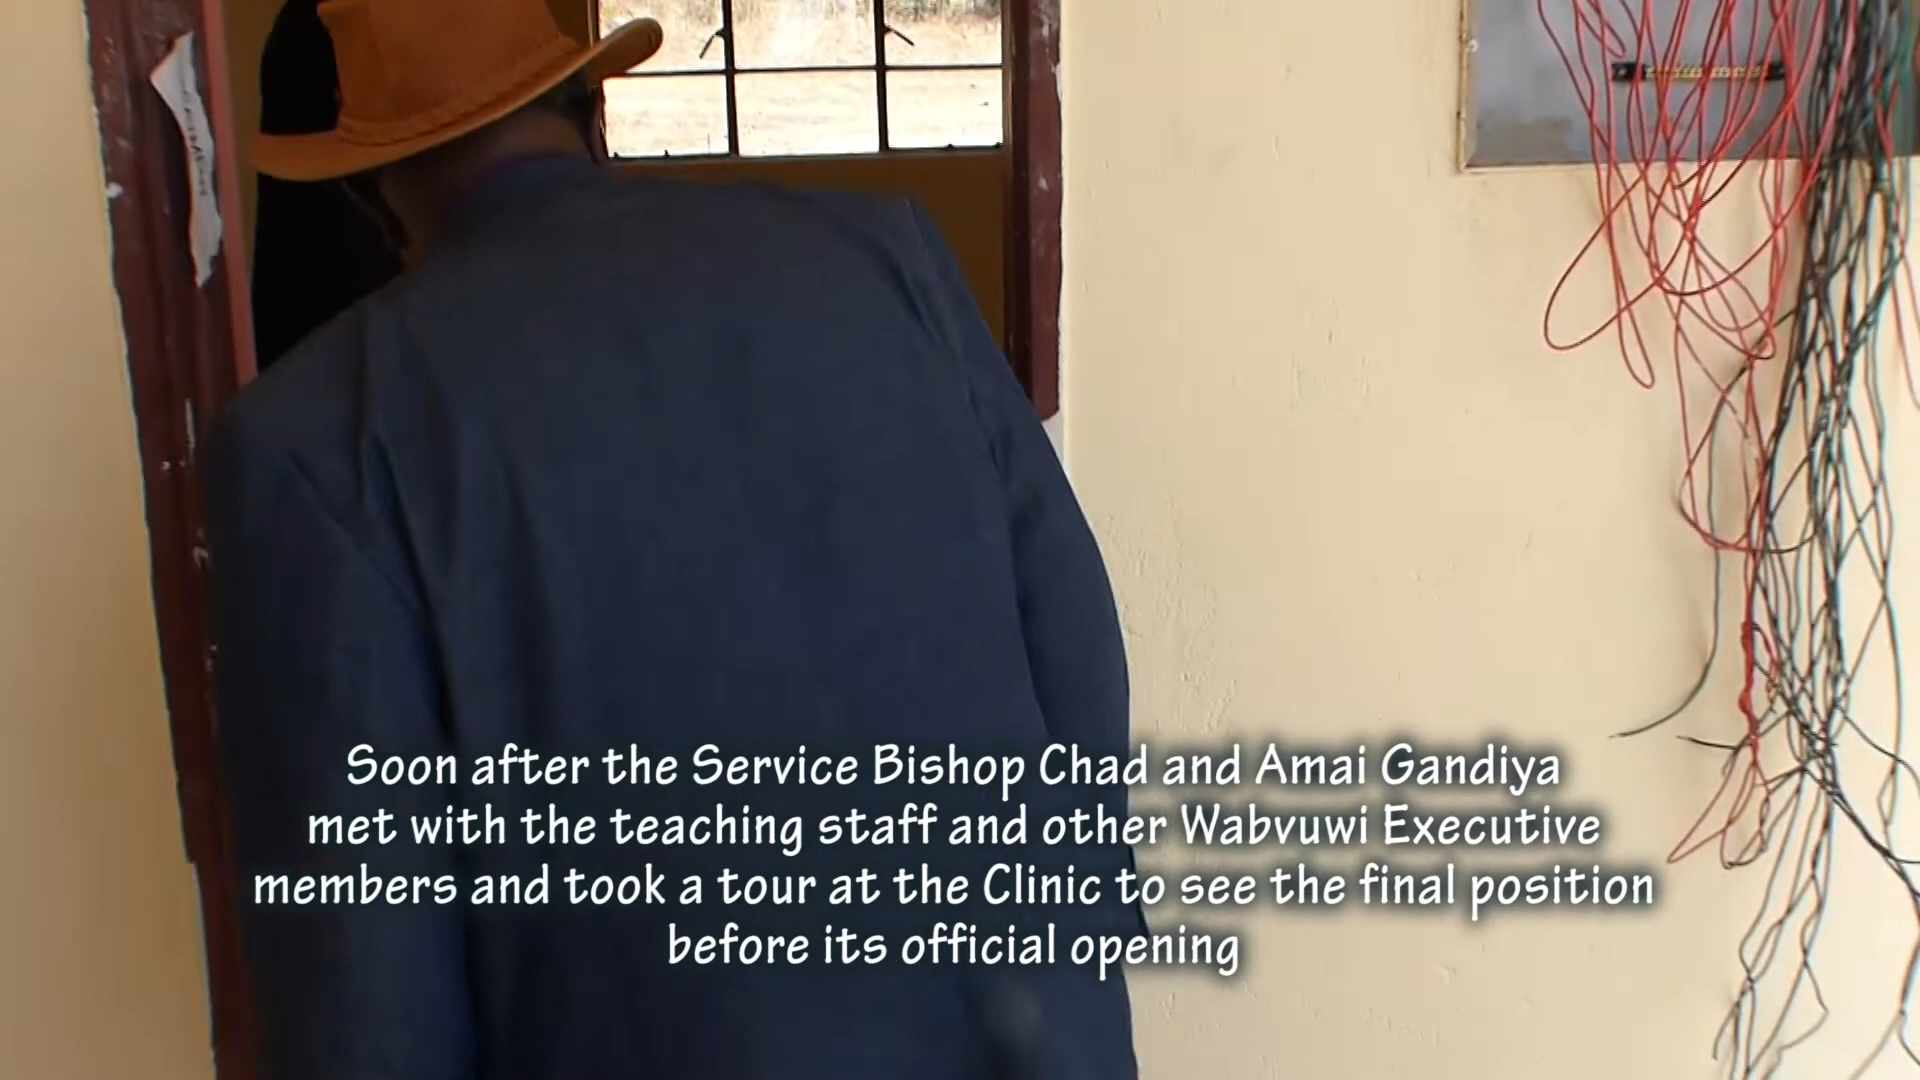 Soon after the Service Bishop Chad and Amai Gandiya
met with the teaching staff and other Wabvuwi Executive
members and took a tour at the Clinic to see the final position
before its official opening